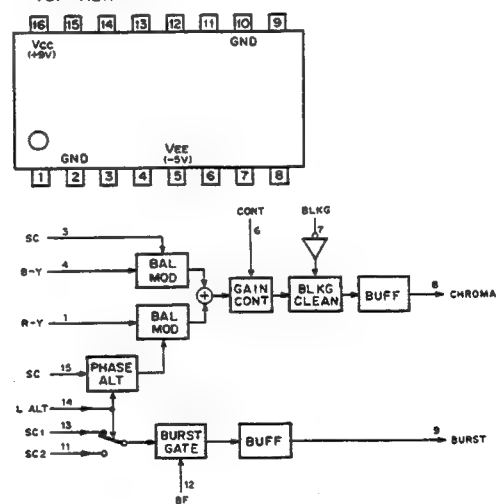 16 15 14 13 12 11 10 9
VCC GND
(+9V)
VEE
GND (-5V)
1 2 3 4 5 6 7 8
CONT BLKG
SC 3 6 7
B-Y 4 BAL MOD
+ GAIN CONT BLKG CLEAN BUFF 8 CHROMA
R-Y 1 BAL MOD
SC 15 PHASE ALT
L ALT 14
SC1 13 BURST GATE BUFF 9 BURST
SC2 11
12
BF